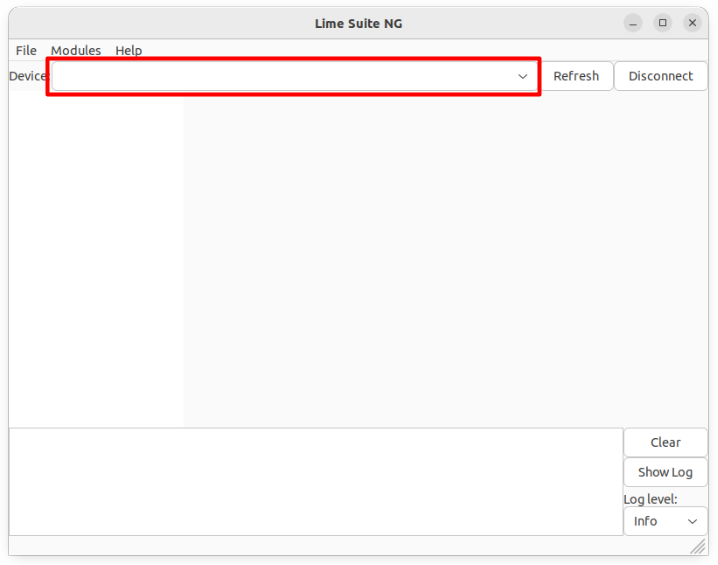 Lime Suite NG
File Modules Help
Device: Refresh Disconnect
Clear
Show Log
Log level:
Info